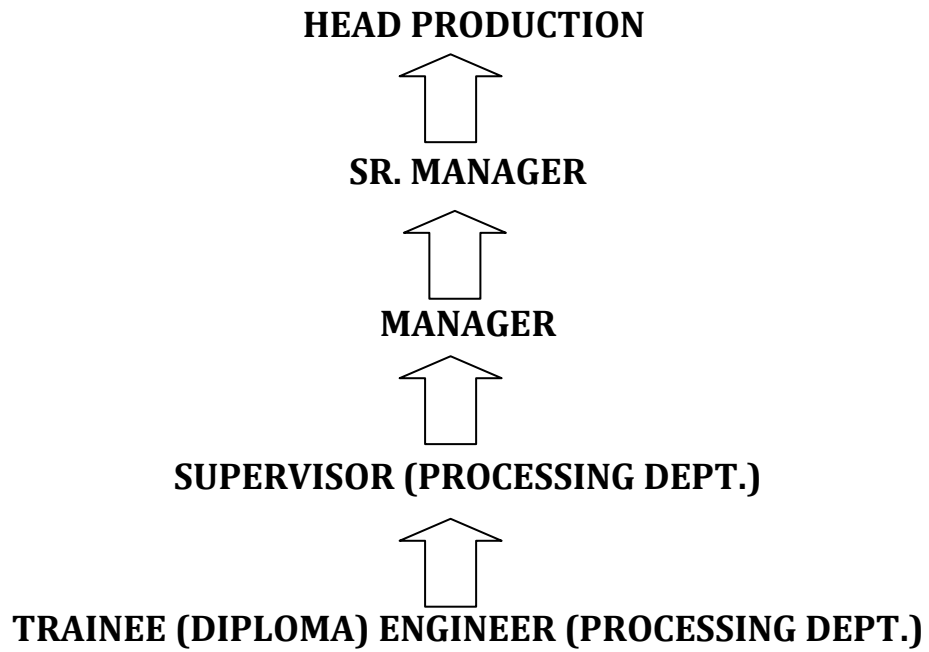 HEAD PRODUCTION
SR. MANAGER
MANAGER
SUPERVISOR (PROCESSING DEPT.)
TRAINEE (DIPLOMA) ENGINEER (PROCESSING DEPT.)